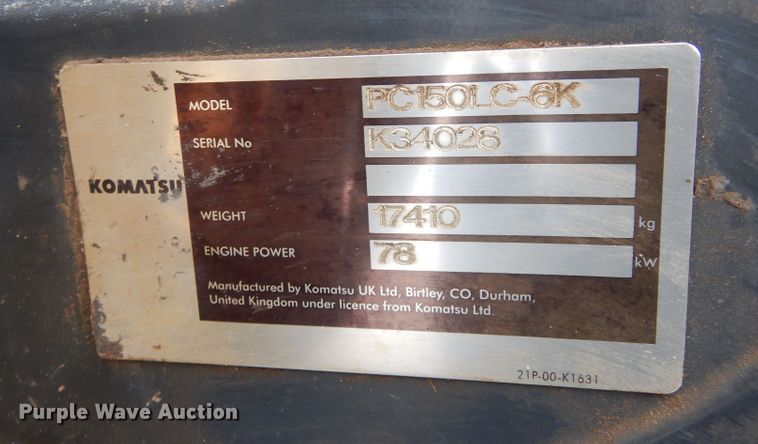 MODEL PC150LC-6K
SERIAL No K34028
KOMATSU
WEIGHT 17410 kg
ENGINE POWER 78 kW
Manufactured by Komatsu UK Ltd, Birtley, CO, Durham,
United Kingdom under licence from Komatsu Ltd.
21P-00-K1631
Purple Wave Auction